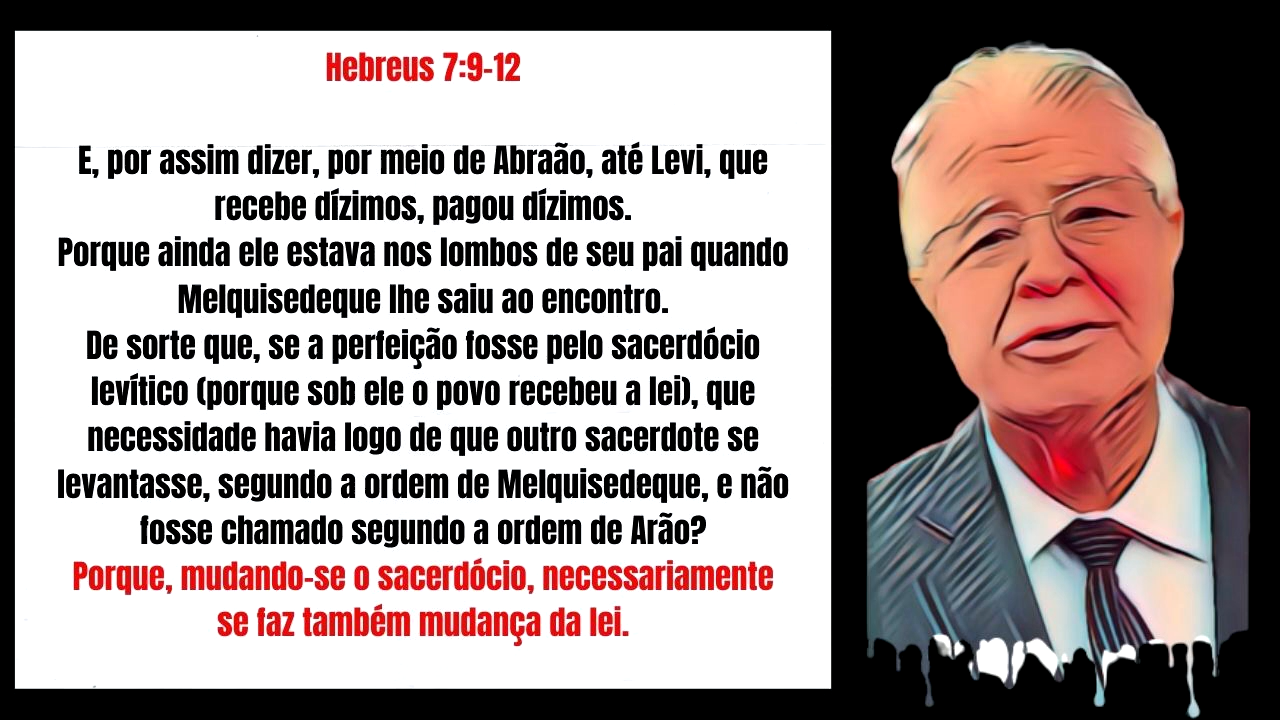 Hebreus 7:9-12
E, por assim dizer, por meio de Abraão, até Levi, que
recebe dízimos, pagou dízimos.
Porque ainda ele estava nos lombos de seu pai quando
Melquisedeque lhe saiu ao encontro.
De sorte que, se a perfeição fosse pelo sacerdócio
levítico (porque sob ele o povo recebeu a lei), que
necessidade havia logo de que outro sacerdote se
levantasse, segundo a ordem de Melquisedeque, e não
fosse chamado segundo a ordem de Arão?
Porque, mudando-se o sacerdócio, necessariamente
se faz também mudança da lei.